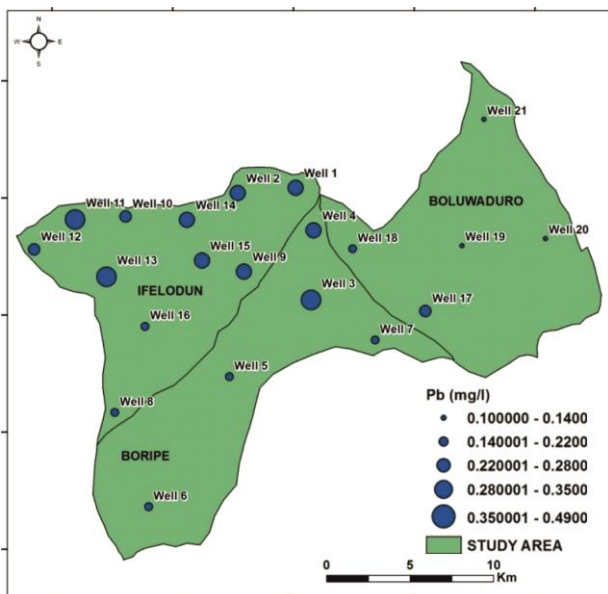 N
W E
S
Well 21
Well 1
Well 2
Well 11
Well 10
Well 14
Well 4
BOLUWADURO
Well 12
Well 18
Well 19
Well 20
Well 15
Well 9
Well 13
IFELODUN
Well 3
Well 17
Well 16
Well 7
Well 5
Well 8
BORIPE
Well 6
Pb (mg/l)
0.100000 - 0.1400
0.140001 - 0.2200
0.220001 - 0.2800
0.280001 - 0.3500
0.350001 - 0.4900
STUDY AREA
0 5 10
Km